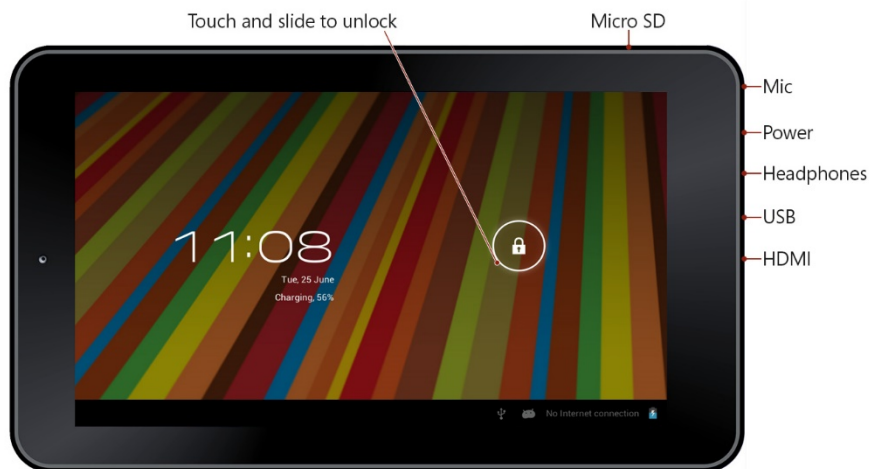 Touch and slide to unlock
Micro SD
Mic
Power
Headphones
USB
HDMI
11:08
Tue, 25 June
Charging, 56%
No Internet connection